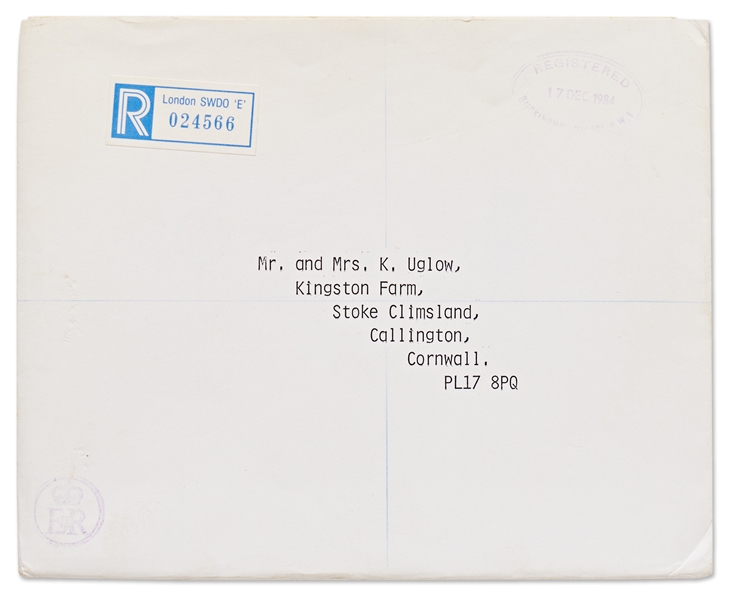 R
London SWDO 'E'
024566
REGISTERED
17 DEC 1984
Mr. and Mrs. K. Uglow,
Kingston Farm,
Stoke Climsland,
Callington,
Cornwall.
PL17 8PQ
EIIR